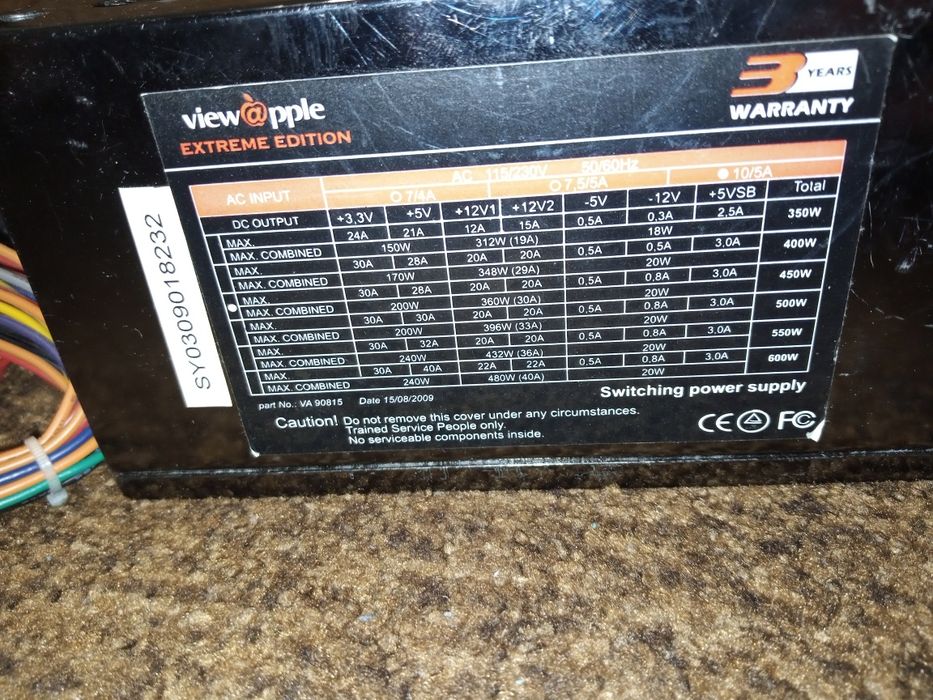 view@pple
EXTREME EDITION
3 YEARS
WARRANTY
AC INPUT AC 115/230V 50/60Hz
7/4A 7,5/5A 10/5A
DC OUTPUT +3,3V +5V +12V1 +12V2 -5V -12V +5VSB Total
MAX. 24A 21A 12A 15A 0,5A 0.3A 2,5A 350W
MAX. COMBINED 150W 312W (19A) 18W
MAX. 30A 28A 20A 20A 0,5A 0,5A 3,0A 400W
MAX. COMBINED 170W 348W (29A) 20W
MAX. 30A 28A 20A 20A 0,5A 0.8A 3,0A 450W
MAX. COMBINED 200W 360W (30A) 20W
MAX. 30A 30A 20A 20A 0,5A 0.8A 3,0A 500W
MAX. COMBINED 200W 396W (33A) 20W
MAX. 30A 32A 20A 20A 0,5A 0.8A 3,0A 550W
MAX. COMBINED 240W 432W (36A) 20W
MAX 30A 40A 22A 22A 0,5A 0.8A 3,0A 600W
MAX. COMBINED 240W 480W (40A) 20W
part No.: VA 90815 Date 15/08/2009
Switching power supply
Caution! Do not remove this cover under any circumstances.
Trained Service People only.
No serviceable components inside.
CE FC
SY0309018232